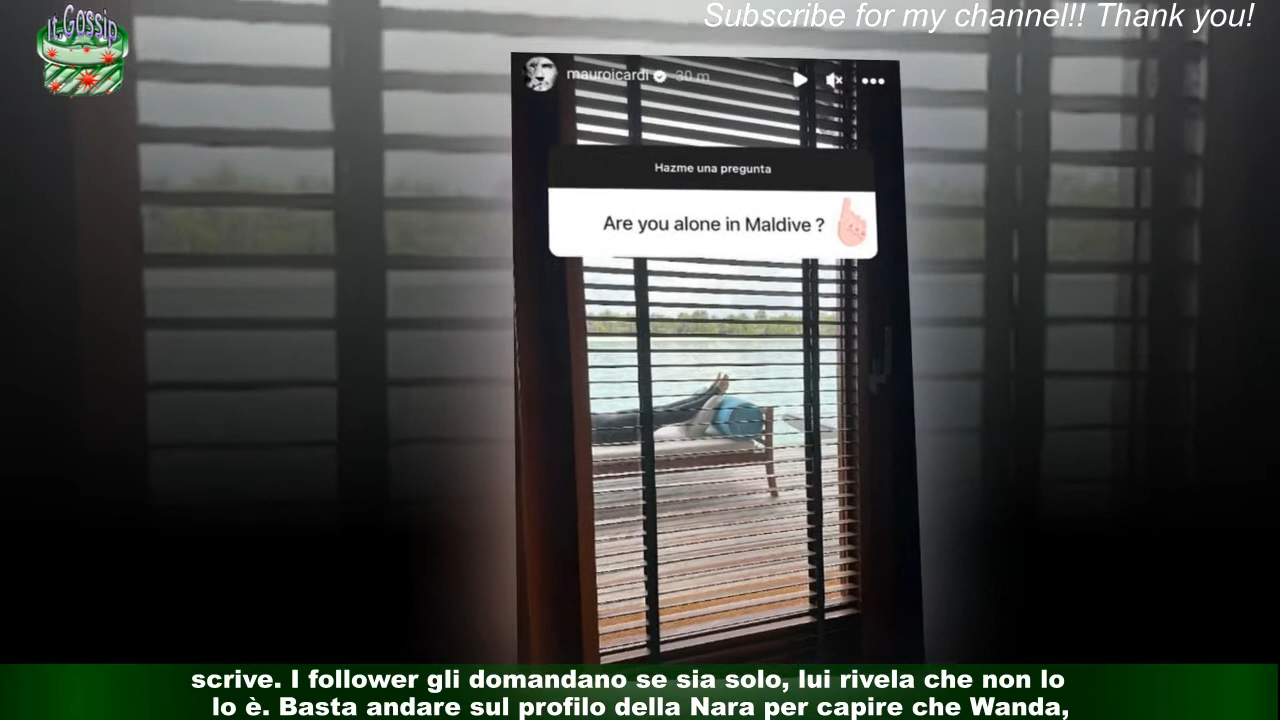 It.Gossip
Subscribe for my channel!! Thank you!
mauroicardi 30 m
Hazme una pregunta
Are you alone in Maldive ?
scrive. I follower gli domandano se sia solo, lui rivela che non lo
lo è. Basta andare sul profilo della Nara per capire che Wanda,